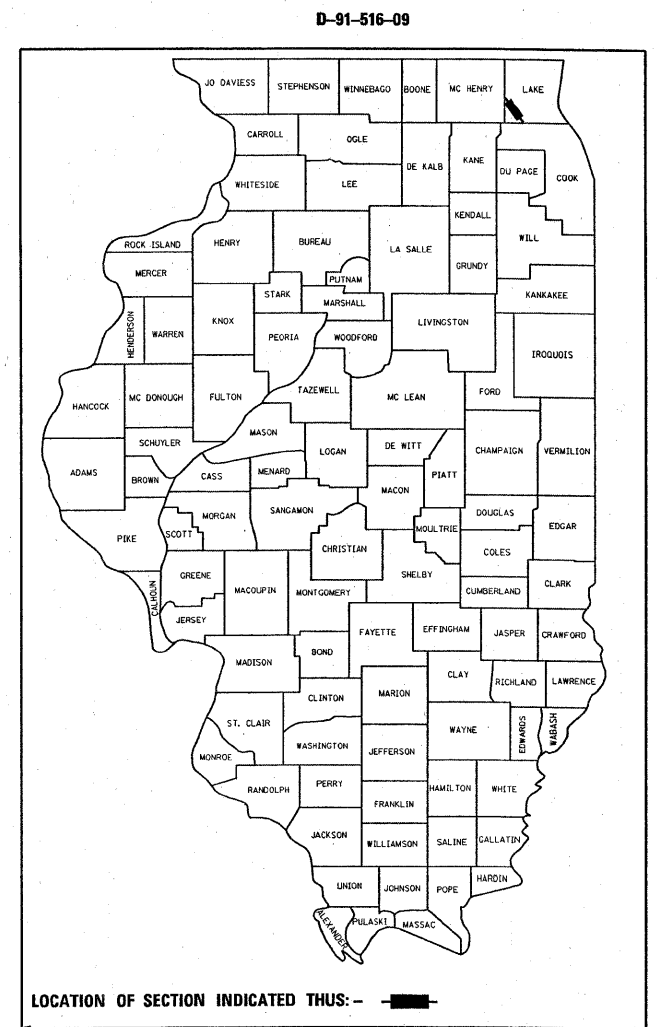 D-91-516-09
JO DAVIESS
STEPHENSON
WINNEBAGO
BOONE
MC HENRY
LAKE
CARROLL
OGLE
DE KALB
KANE
DU PAGE
COOK
WHITESIDE
LEE
KENDALL
WILL
ROCK ISLAND
HENRY
BUREAU
LA SALLE
GRUNDY
MERCER
PUTNAM
KANKAKEE
STARK
MARSHALL
HENDERSON
WARREN
KNOX
PEORIA
WOODFORD
LIVINGSTON
IROQUOIS
HANCOCK
MC DONOUGH
FULTON
TAZEWELL
MC LEAN
FORD
MASON
SCHUYLER
LOGAN
DE WITT
CHAMPAIGN
VERMILION
ADAMS
BROWN
CASS
MENARD
PIATT
MACON
PIKE
SCOTT
MORGAN
SANGAMON
CHRISTIAN
MOULTRIE
DOUGLAS
EDGAR
COLES
CALHOUN
GREENE
MACOUPIN
MONTGOMERY
SHELBY
CUMBERLAND
CLARK
JERSEY
FAYETTE
EFFINGHAM
JASPER
CRAWFORD
MADISON
BOND
CLAY
RICHLAND
LAWRENCE
CLINTON
MARION
ST. CLAIR
WAYNE
EDWARDS
WABASH
MONROE
WASHINGTON
JEFFERSON
RANDOLPH
PERRY
HAMILTON
WHITE
FRANKLIN
JACKSON
WILLIAMSON
SALINE
GALLATIN
UNION
JOHNSON
POPE
HARDIN
ALEXANDER
PULASKI
MASSAC
LOCATION OF SECTION INDICATED THUS: -